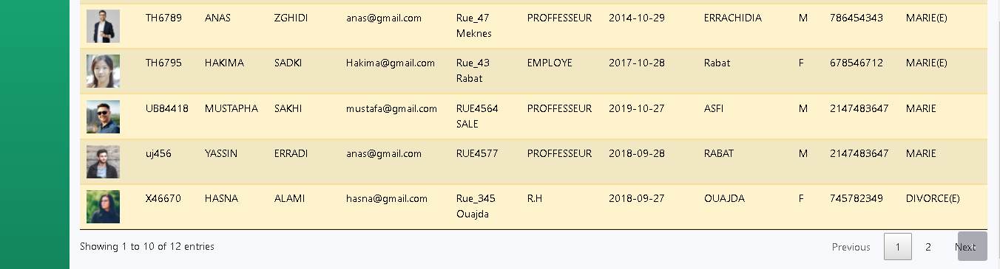 TH6789 ANAS ZGHIDI anas@gmail.com Rue_47 PROFFESSEUR 2014-10-29 ERRACHIDIA M 786454343 MARIE(E)
Meknes
TH6795 HAKIMA SADKI Hakima@gmail.com Rue_43 EMPLOYE 2017-10-28 Rabat F 678546712 MARIE(E)
Rabat
UB84418 MUSTAPHA SAKHI mustafa@gmail.com RUE4564 PROFFESSEUR 2019-10-27 ASFI M 2147483647 MARIE
SALE
uj456 YASSIN ERRADI anas@gmail.com RUE4577 PROFFESSEUR 2018-09-28 RABAT M 2147483647 MARIE
X46670 HASNA ALAMI hasna@gmail.com Rue_345 R.H 2018-09-27 OUAJDA F 745782349 DIVORCE(E)
Ouajda
Showing 1 to 10 of 12 entries Previous 1 2 Next